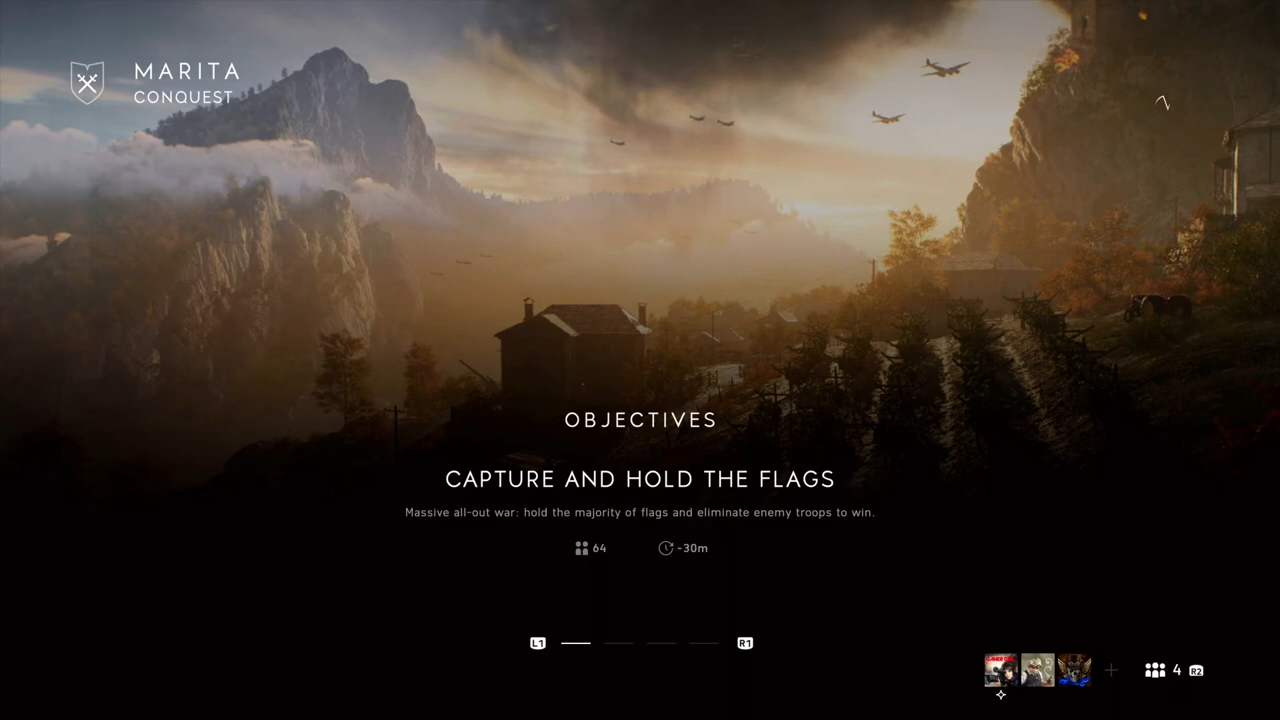 MARITA
CONQUEST
OBJECTIVES
CAPTURE AND HOLD THE FLAGS
Massive all-out war: hold the majority of flags and eliminate enemy troops to win.
64
~30m
L1
R1
4
R2